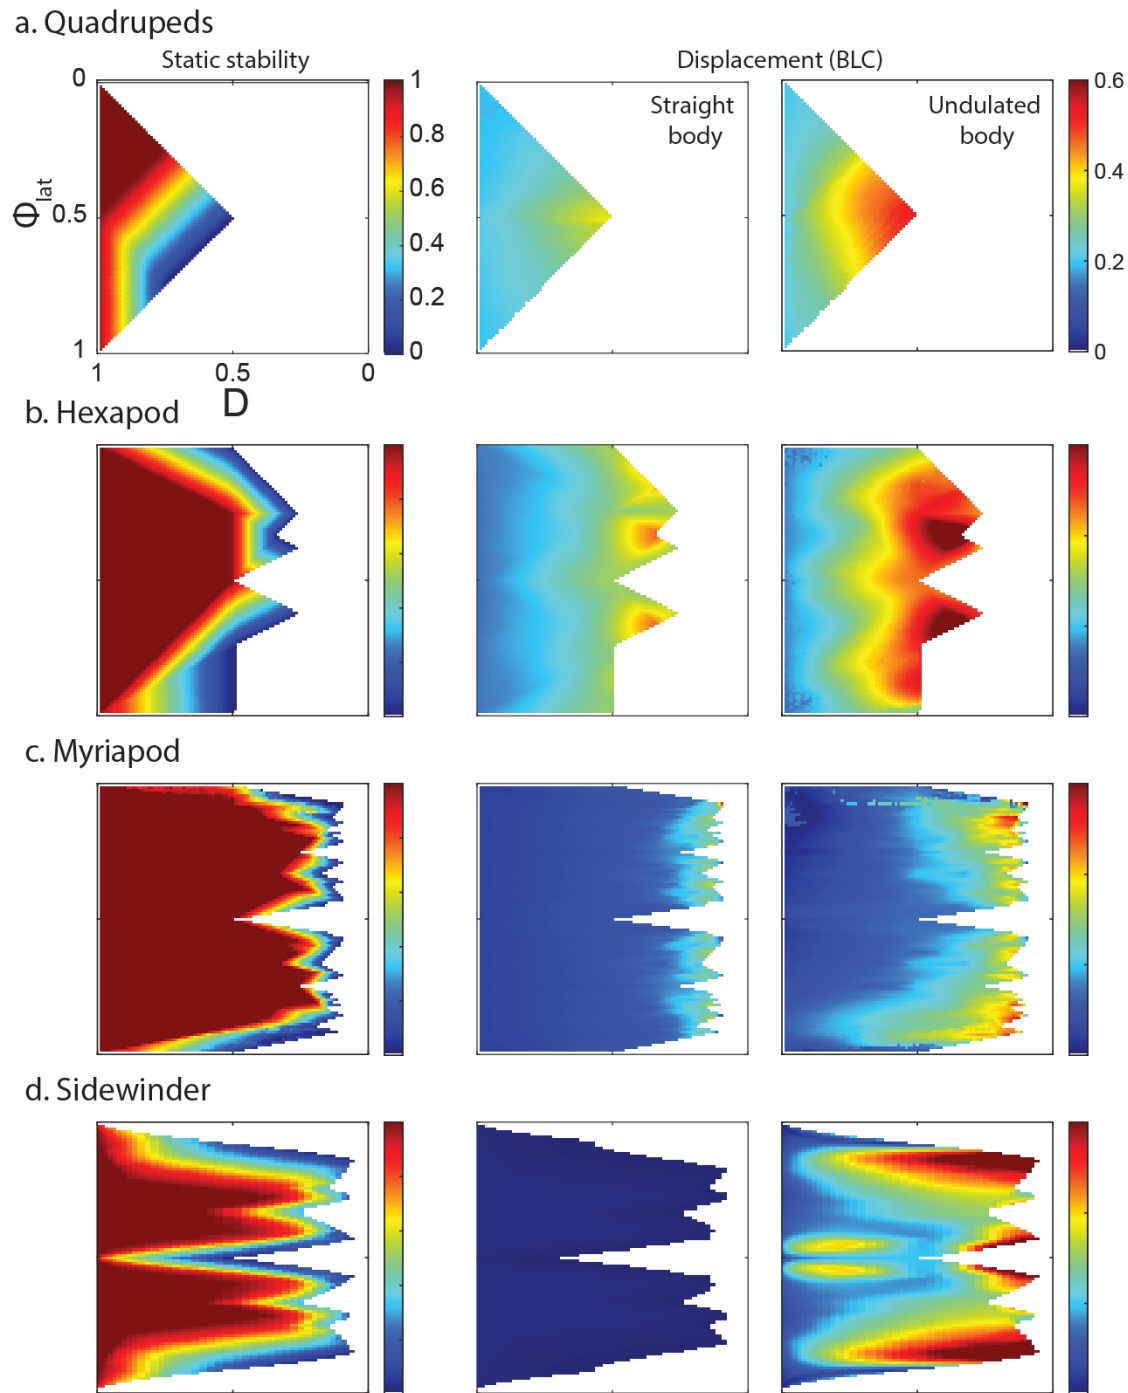 a. Quadrupeds
Static stability
Displacement (BLC)
0
0.5
1
Φlat
1
0.5
0
D
1
0.8
0.6
0.4
0.2
0
Straight
body
Undulated
body
0.6
0.4
0.2
0
b. Hexapod
c. Myriapod
d. Sidewinder